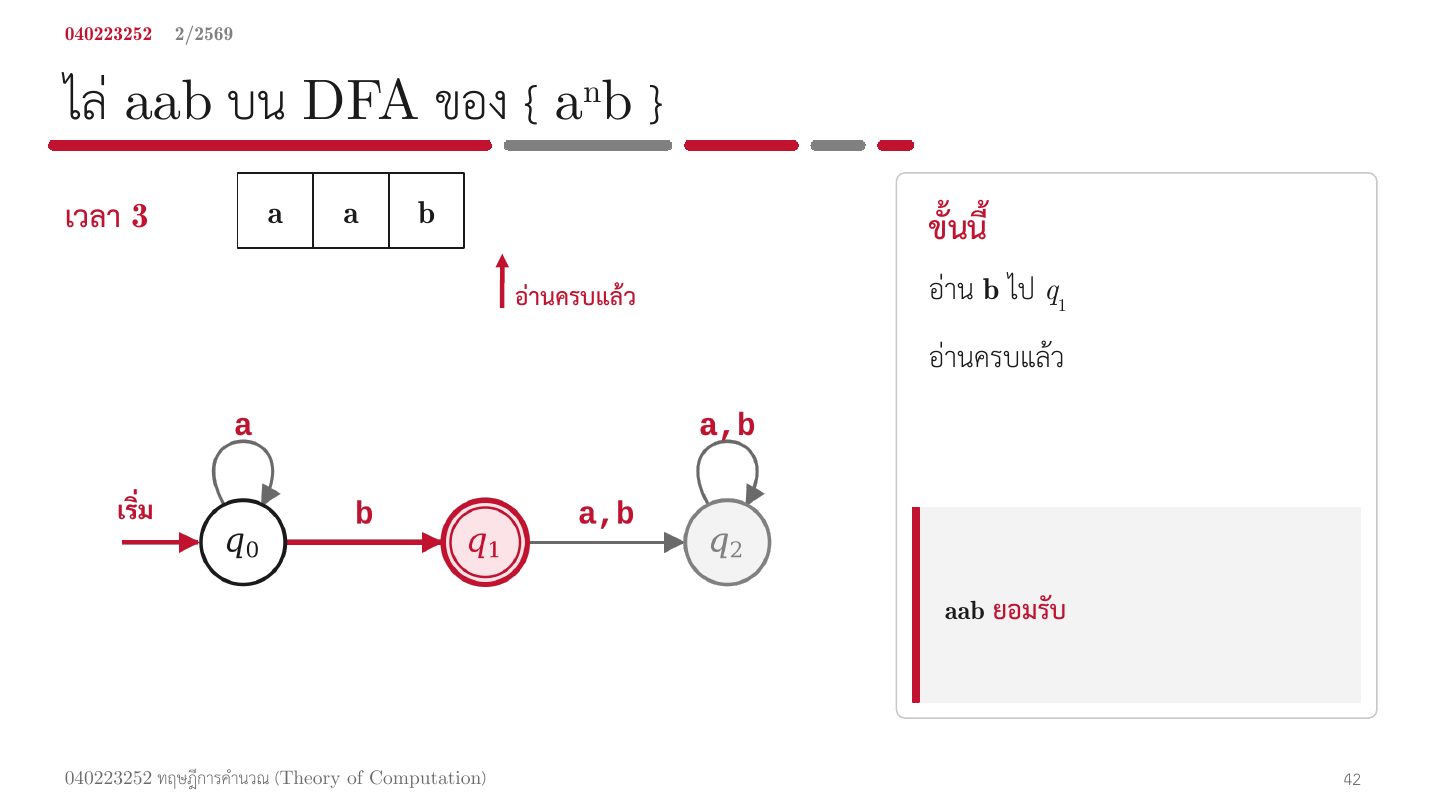 040223252 2/2569
ไล่ aab บน DFA ของ { aⁿb }
เวลา 3
a a b
อ่านครบแล้ว
ขั้นนี้
อ่าน b ไป q₁
อ่านครบแล้ว
a
a,b
เริ่ม
b
a,b
q₀
q₁
q₂
aab ยอมรับ
040223252 ทฤษฎีการคำนวณ (Theory of Computation)
42